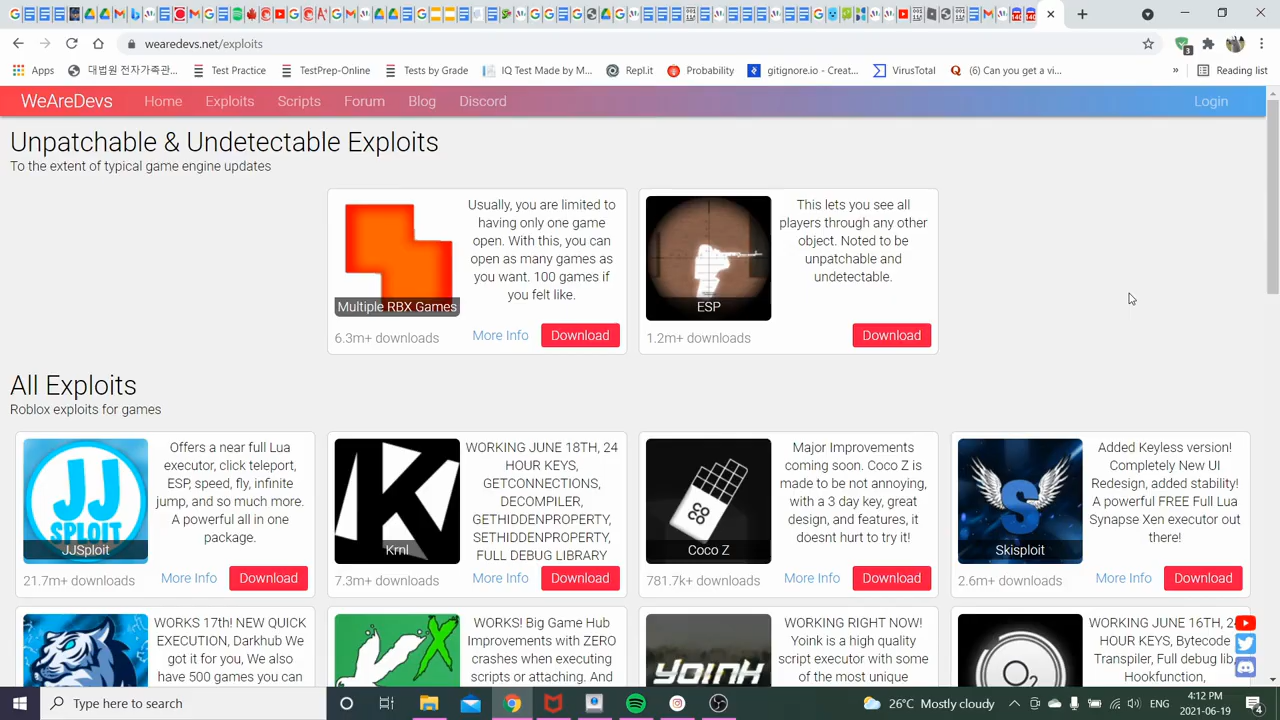 wearedevs.net/exploits
Apps
대법원 전자가족관...
Test Practice
TestPrep-Online
Tests by Grade
IQ Test Made by M...
Repl.it
Probability
gitignore.io - Creat...
VirusTotal
(6) Can you get a vi...
»
Reading list
WeAreDevs
Home
Exploits
Scripts
Forum
Blog
Discord
Login
Unpatchable & Undetectable Exploits
To the extent of typical game engine updates
Usually, you are limited to
having only one game
open. With this, you can
open as many games as
you want. 100 games if
you felt like.
Multiple RBX Games
6.3m+ downloads
More Info
Download
This lets you see all
players through any other
object. Noted to be
unpatchable and
undetectable.
ESP
1.2m+ downloads
Download
All Exploits
Roblox exploits for games
JJ
SPLOIT
JJSploit
Offers a near full Lua
executor, click teleport,
ESP, speed, fly, infinite
jump, and so much more.
A powerful all in one
package.
21.7m+ downloads
More Info
Download
K
Krnl
WORKING JUNE 18TH, 24
HOUR KEYS,
GETCONNECTIONS,
DECOMPILER,
GETHIDDENPROPERTY,
SETHIDDENPROPERTY,
FULL DEBUG LIBRARY
7.3m+ downloads
More Info
Download
CO
CO
Coco Z
Major Improvements
coming soon. Coco Z is
made to be not annoying,
with a 3 day key, great
design, and features, it
doesnt hurt to try it!
781.7k+ downloads
More Info
Download
S
Skisploit
Added Keyless version!
Completely New UI
Redesign, added stability!
A powerful FREE Full Lua
Synapse Xen executor out
there!
2.6m+ downloads
More Info
Download
WORKS 17th! NEW QUICK
EXECUTION, Darkhub We
got it for you, We also
have 500 games you can
X
WORKS! Big Game Hub
Improvements with ZERO
crashes when executing
scripts or attaching. And
YOINK
WORKING RIGHT NOW!
Yoink is a high quality
script executor with some
of the most unique
O2
WORKING JUNE 16TH, 24
HOUR KEYS, Bytecode
Transpiler, Full debug lib,
Hookfunction,
Type here to search
26°C Mostly cloudy
4:12 PM
2021-06-19
4